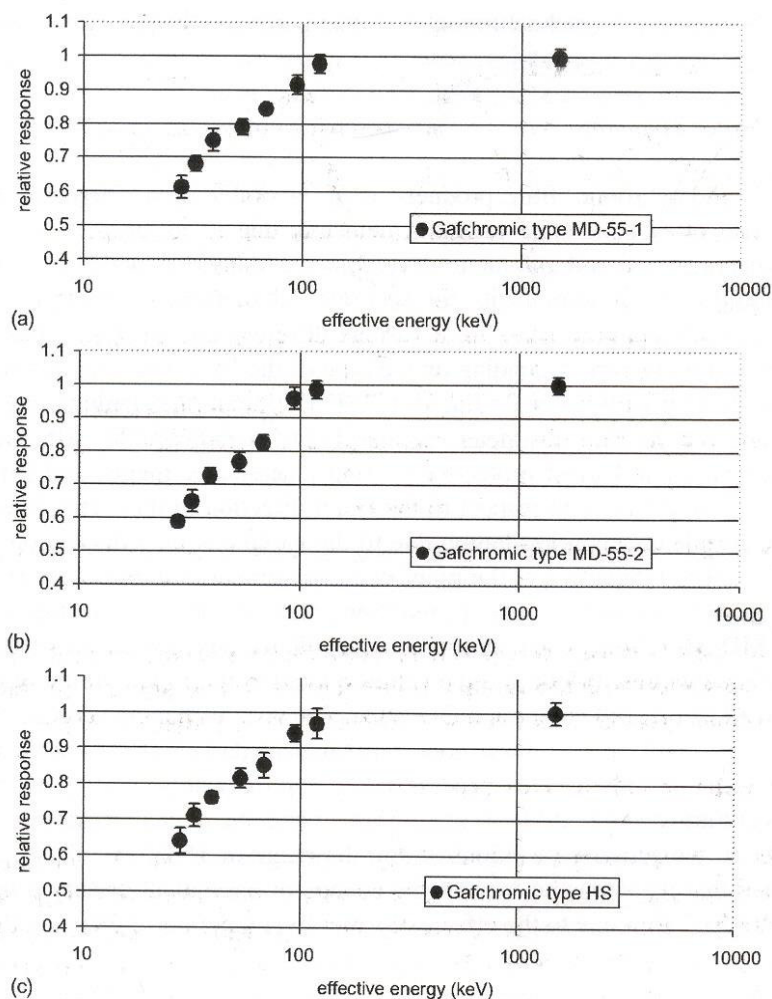 relative response
1.1
1
0.9
0.8
0.7
0.6
0.5
0.4
Gafchromic type MD-55-1
10 100 1000 10000
effective energy (keV)
(a)
relative response
1.1
1
0.9
0.8
0.7
0.6
0.5
0.4
Gafchromic type MD-55-2
10 100 1000 10000
effective energy (keV)
(b)
relative response
1.1
1
0.9
0.8
0.7
0.6
0.5
0.4
Gafchromic type HS
10 100 1000 10000
effective energy (keV)
(c)